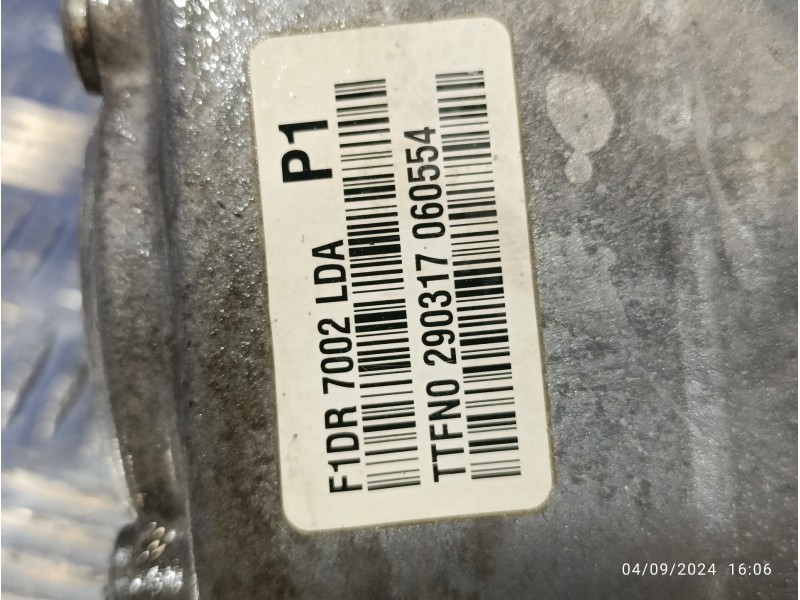 P1
F1DR 7002 LDA
TTFN0 290317 060554
04/09/2024 16:06